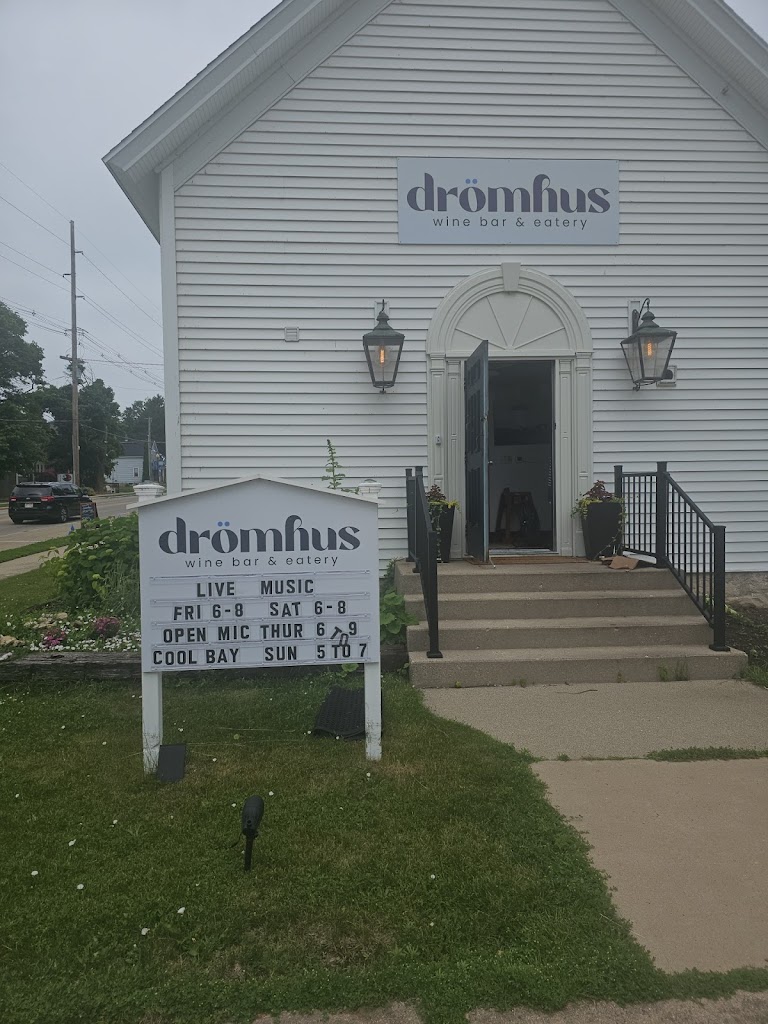 drömhus
wine bar & eatery
drömhus
wine bar & eatery
LIVE MUSIC
FRI 6-8 SAT 6-8
OPEN MIC THUR 6 TO 9
COOL BAY SUN 5 TO 7